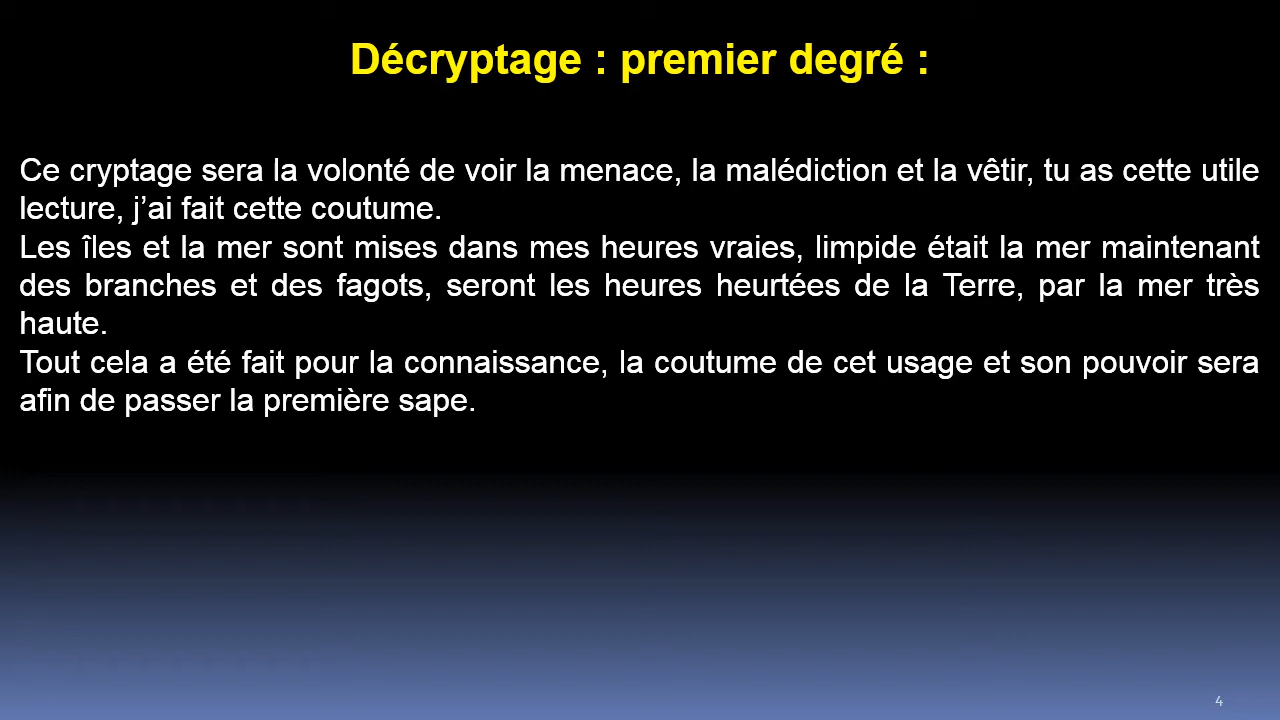 Décryptage : premier degré :
Ce cryptage sera la volonté de voir la menace, la malédiction et la vêtir, tu as cette utile
lecture, j’ai fait cette coutume.
Les îles et la mer sont mises dans mes heures vraies, limpide était la mer maintenant
des branches et des fagots, seront les heures heurtées de la Terre, par la mer très
haute.
Tout cela a été fait pour la connaissance, la coutume de cet usage et son pouvoir sera
afin de passer la première sape.
4